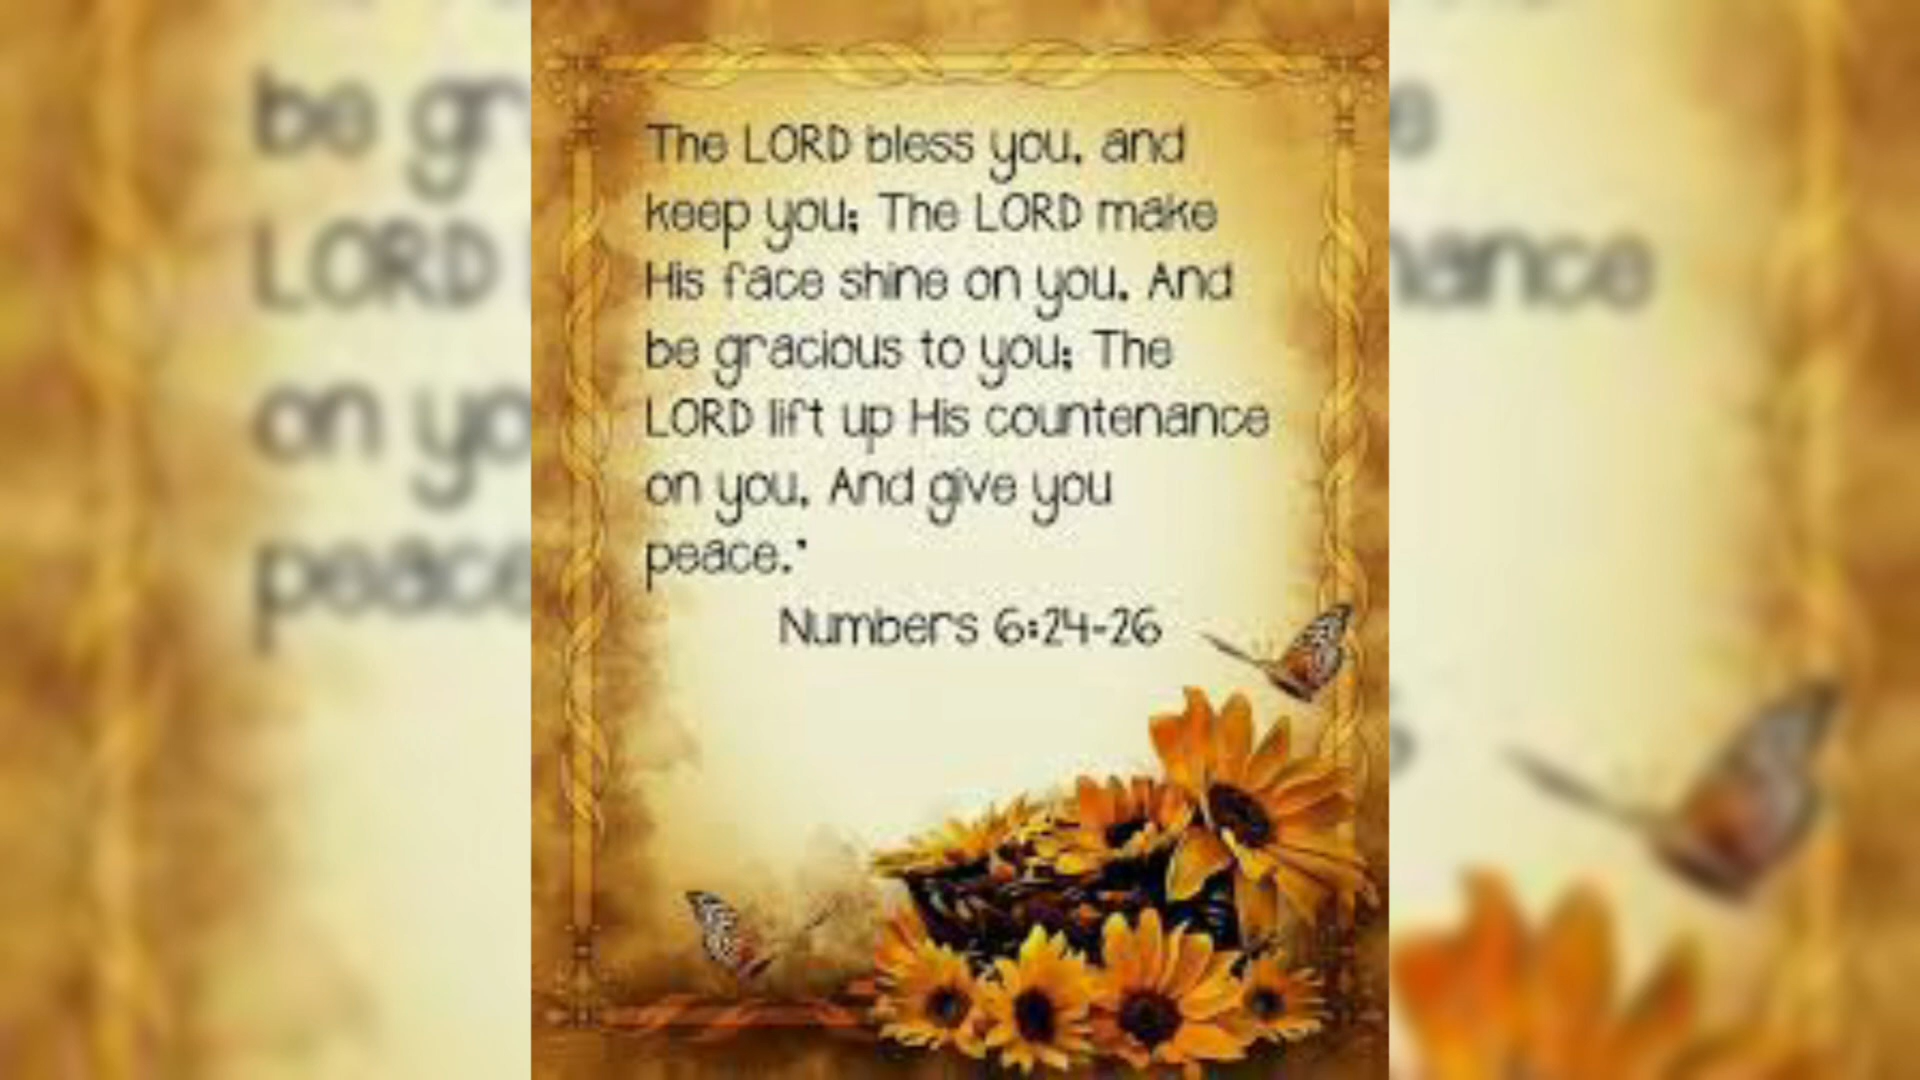 The LORD bless you, and
keep you; The LORD make
His face shine on you, And
be gracious to you; The
LORD lift up His countenance
on you, And give you
peace.'
Numbers 6:24-26